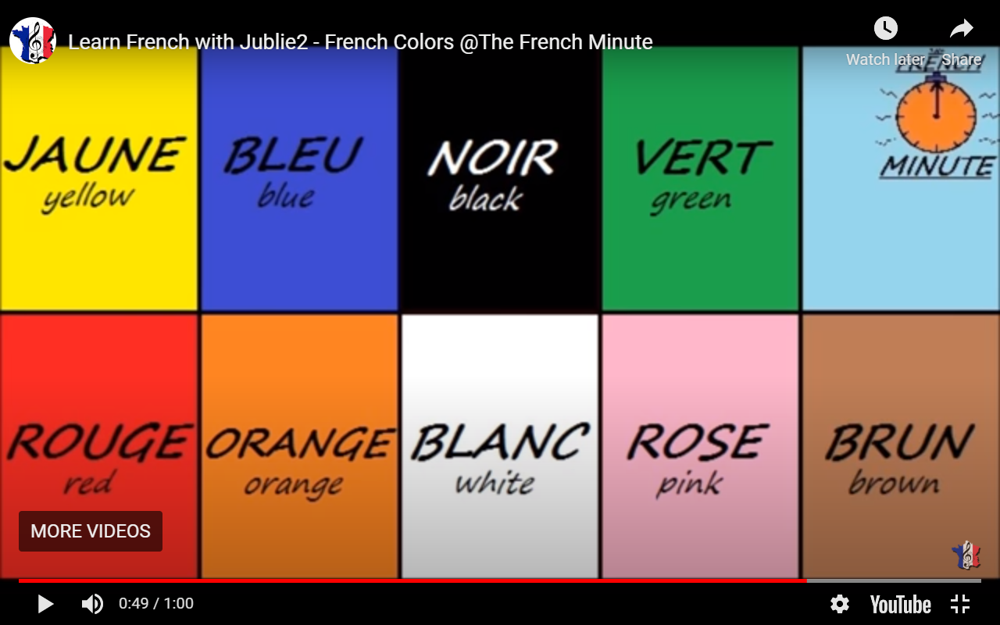 Learn French with Jublie2 - French Colors @The French Minute
Watch later
Share
FRENCH
MINUTE
JAUNE
yellow
BLEU
blue
NOIR
black
VERT
green
ROUGE
red
ORANGE
orange
BLANC
white
ROSE
pink
BRUN
brown
MORE VIDEOS
0:49 / 1:00
YouTube